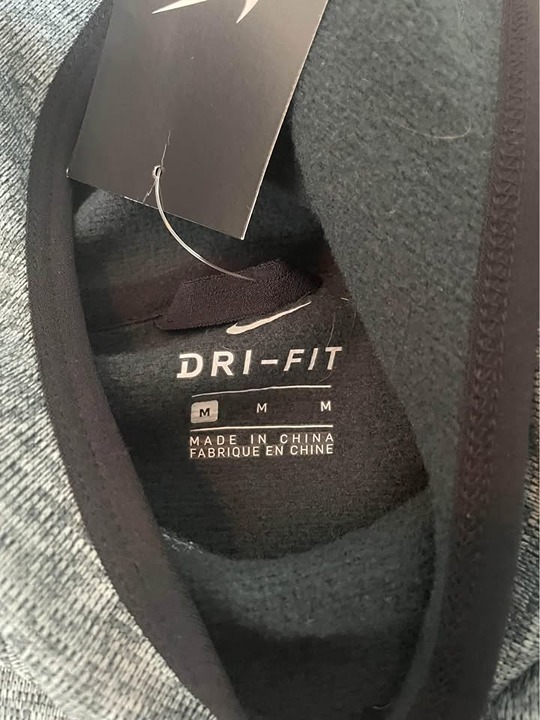 DRI-FIT
M M M
MADE IN CHINA
FABRIQUE EN CHINE